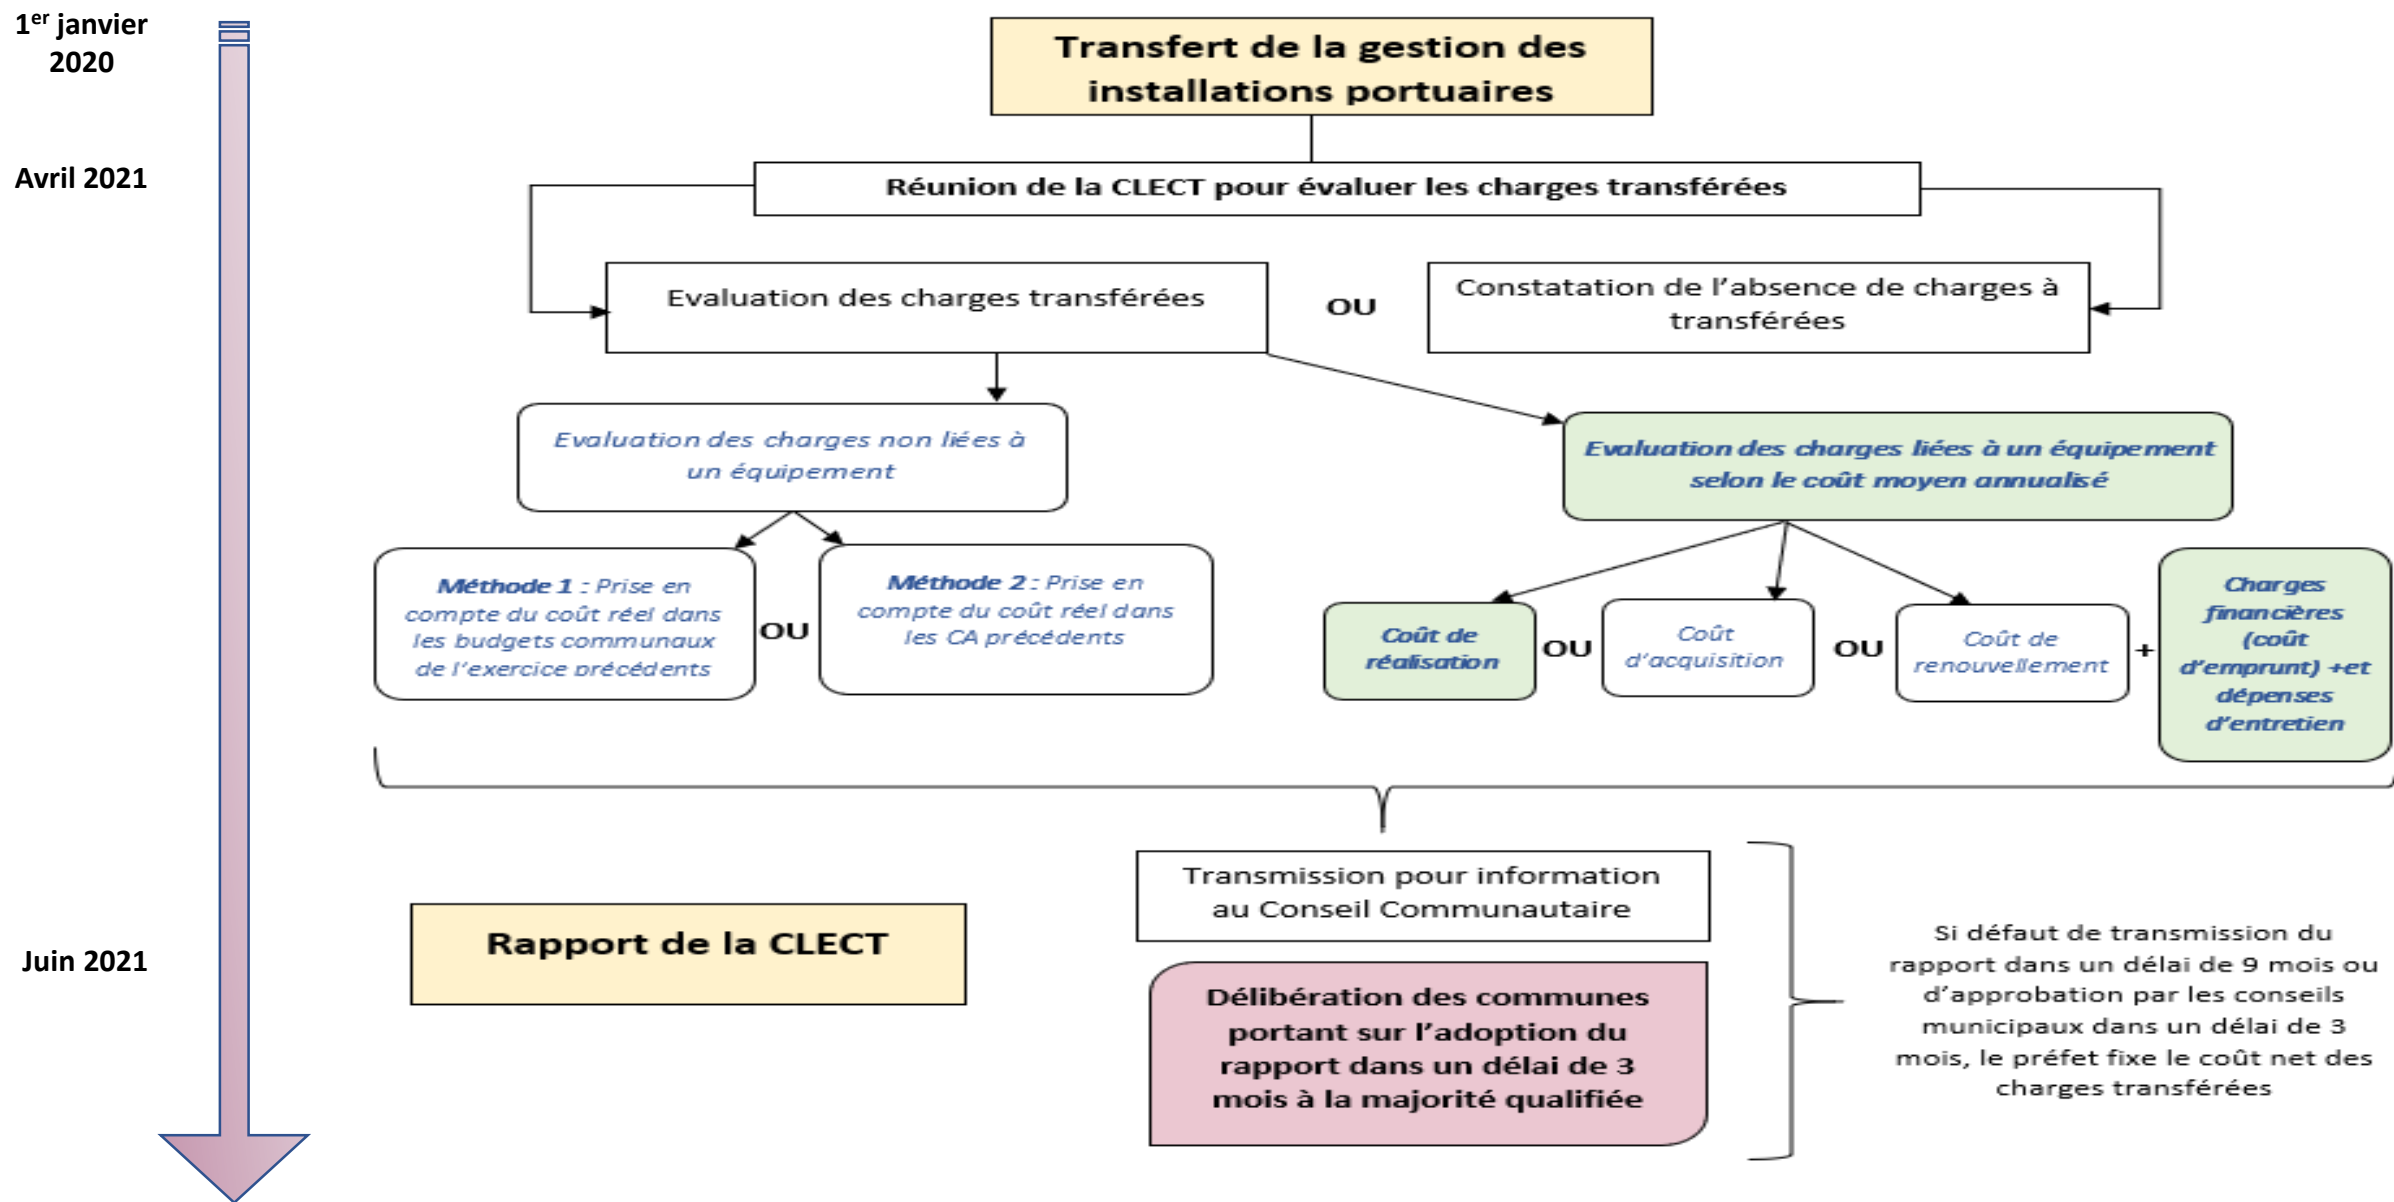 1er janvier
2020
Transfert de la gestion des
installations portuaires
Avril 2021
Réunion de la CLECT pour évaluer les charges transférées
Evaluation des charges transférées
OU
Constatation de l'absence de charges à
transférées
Evaluation des charges non liées à
un équipement
Evaluation des charges liées à un équipement
selon le coût moyen annualisé
Méthode 1 : Prise en
compte du coût réel dans
les budgets communaux
de l'exercice précédents
OU
Méthode 2 : Prise en
compte du coût réel dans
les CA précédents
Coût de
réalisation
OU
Coût
d'acquisition
OU
Coût de
renouvellement
+
Charges
financières
(coût
d'emprunt) +et
dépenses
d'entretien
Transmission pour information
au Conseil Communautaire
Rapport de la CLECT
Juin 2021
Délibération des communes
portant sur l'adoption du
rapport dans un délai de 3
mois à la majorité qualifiée
Si défaut de transmission du
rapport dans un délai de 9 mois ou
d'approbation par les conseils
municipaux dans un délai de 3
mois, le préfet fixe le coût net des
charges transférées